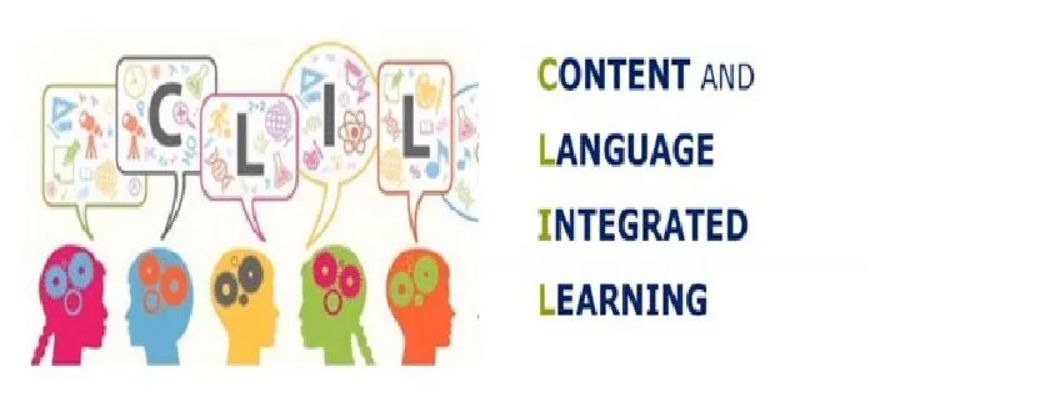 C L I L
CONTENT AND
LANGUAGE
INTEGRATED
LEARNING